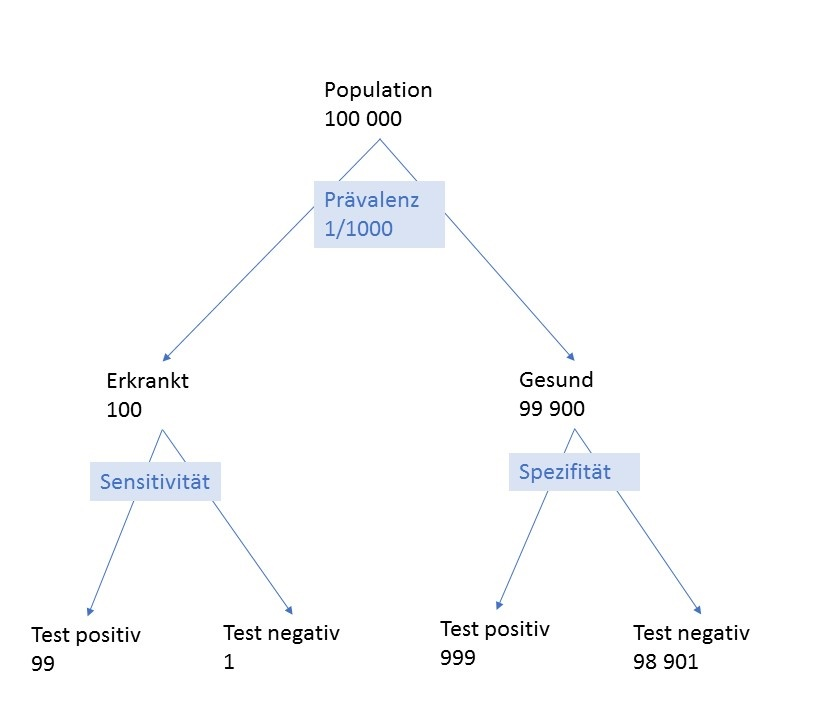 Population
100 000
Prävalenz
1/1000
Erkrankt
100
Gesund
99 900
Sensitivität
Spezifität
Test positiv
99
Test negativ
1
Test positiv
999
Test negativ
98 901